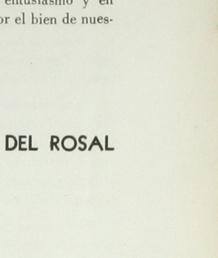 entusiasmo y en
or el bien de nues-
DEL ROSAL